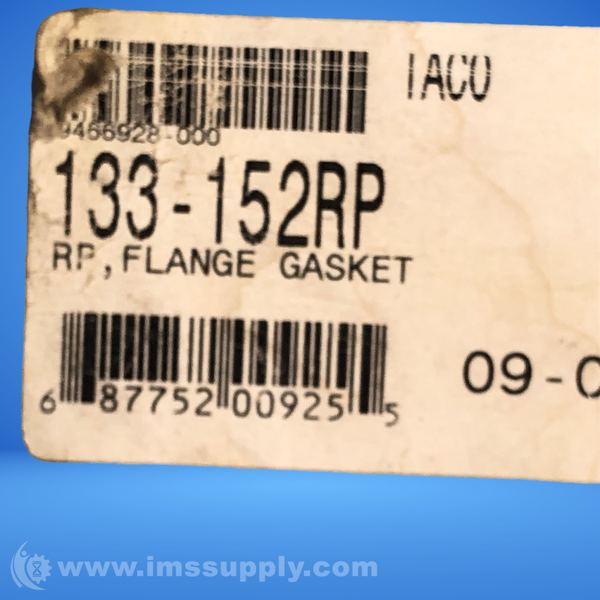 TACO
9466928-000
133-152RP
RP,FLANGE GASKET
6 87752 00925 5
09-0
www.imssupply.com